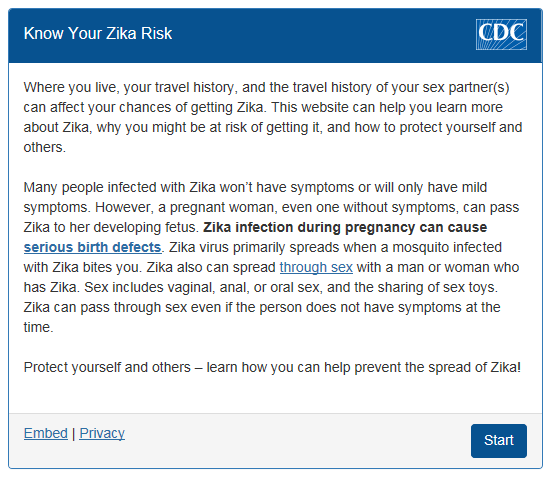 Know Your Zika Risk
CDC
Where you live, your travel history, and the travel history of your sex partner(s)
can affect your chances of getting Zika. This website can help you learn more
about Zika, why you might be at risk of getting it, and how to protect yourself and
others.
Many people infected with Zika won’t have symptoms or will only have mild
symptoms. However, a pregnant woman, even one without symptoms, can pass
Zika to her developing fetus. Zika infection during pregnancy can cause
serious birth defects. Zika virus primarily spreads when a mosquito infected
with Zika bites you. Zika also can spread through sex with a man or woman who
has Zika. Sex includes vaginal, anal, or oral sex, and the sharing of sex toys.
Zika can pass through sex even if the person does not have symptoms at the
time.
Protect yourself and others – learn how you can help prevent the spread of Zika!
Embed | Privacy
Start